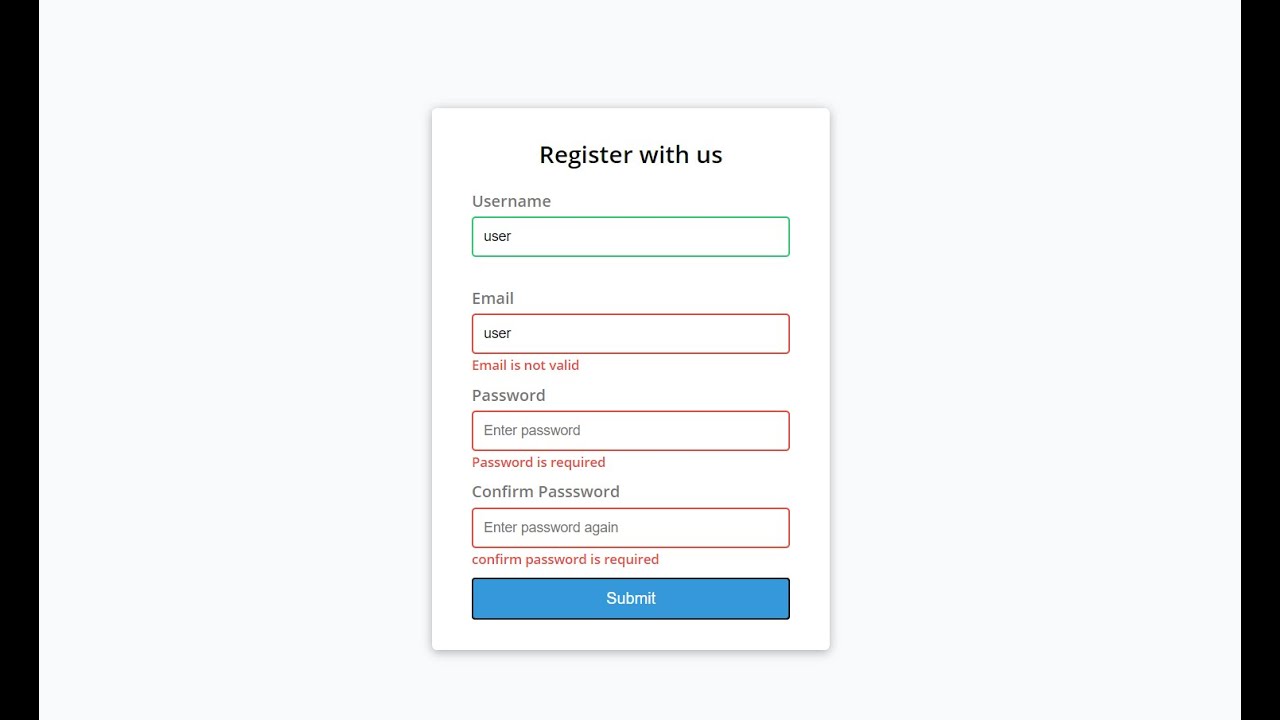 Register with us
Username
user
Email
user
Email is not valid
Password
Enter password
Password is required
Confirm Passsword
Enter password again
confirm password is required
Submit